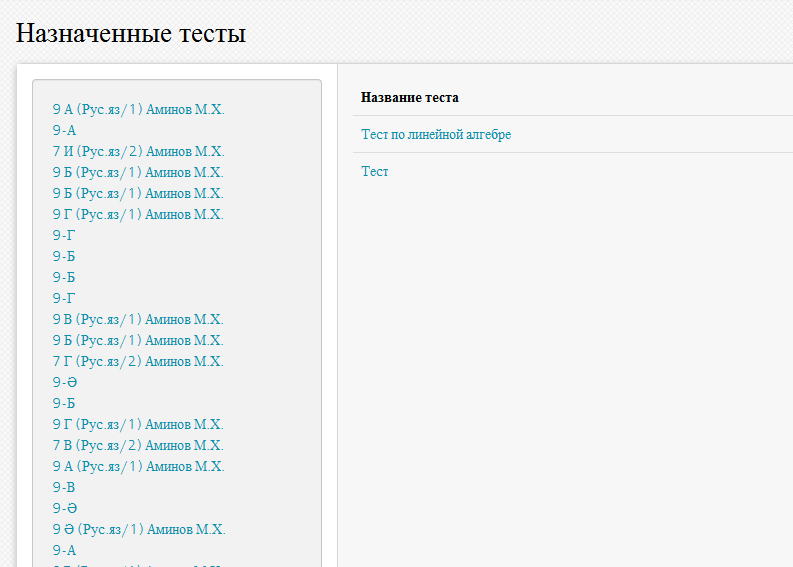 Назначенные тесты
9 А (Рус.яз/1) Аминов М.Х.
9-А
7 И (Рус.яз/2) Аминов М.Х.
9 Б (Рус.яз/1) Аминов М.Х.
9 Б (Рус.яз/1) Аминов М.Х.
9 Г (Рус.яз/1) Аминов М.Х.
9-Г
9-Б
9-Б
9-Г
9 В (Рус.яз/1) Аминов М.Х.
9 Б (Рус.яз/1) Аминов М.Х.
7 Г (Рус.яз/2) Аминов М.Х.
9-Ә
9-Б
9 Г (Рус.яз/1) Аминов М.Х.
7 В (Рус.яз/2) Аминов М.Х.
9 А (Рус.яз/1) Аминов М.Х.
9-В
9-Ә
9 Ә (Рус.яз/1) Аминов М.Х.
9-А
Название теста
Тест по линейной алгебре
Тест